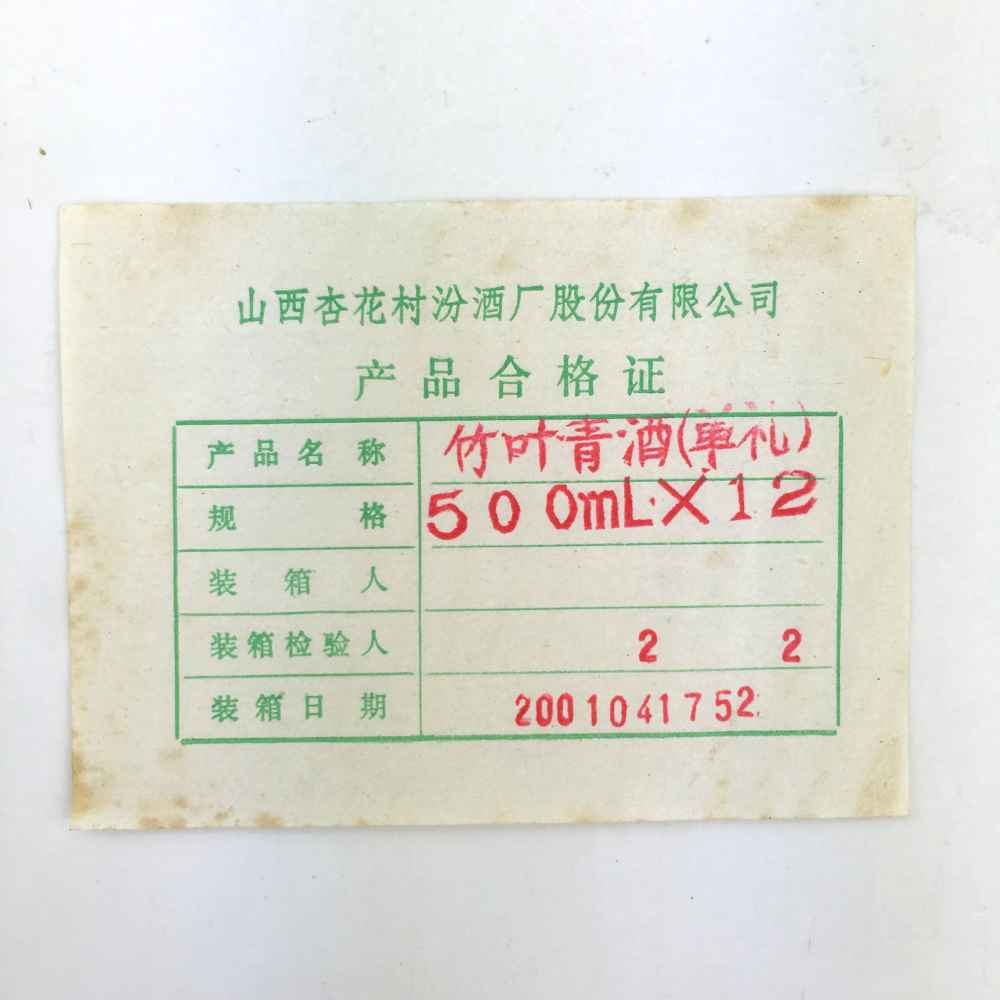 山西杏花村汾酒厂股份有限公司
产品合格证
产品名称 竹叶青酒(单礼)
规格 500mL×12
装箱人
装箱检验人 2 2
装箱日期 2001041752